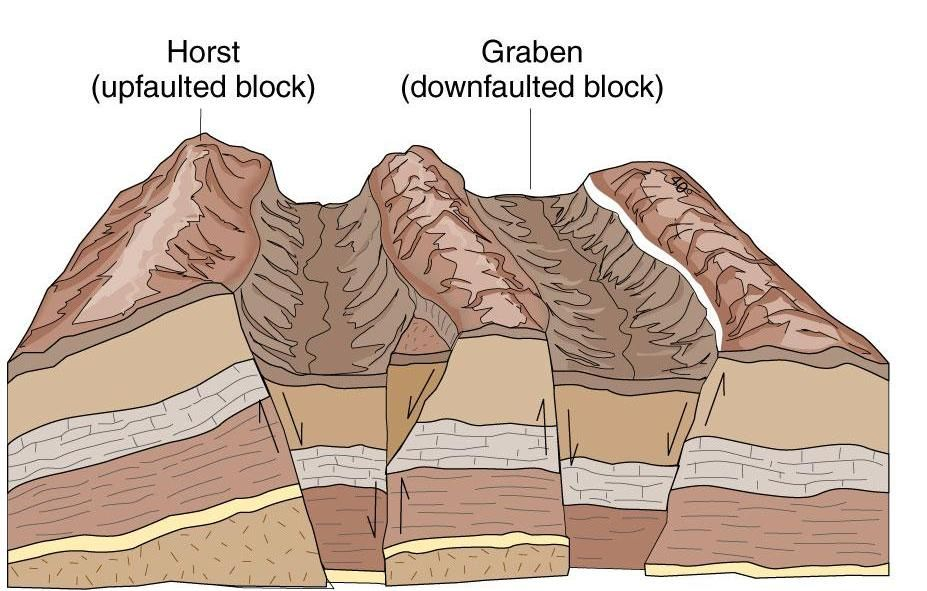 Horst
(upfaulted block)
Graben
(downfaulted block)